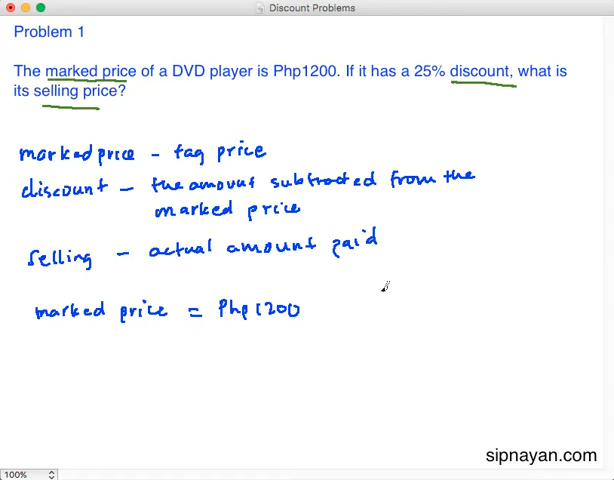 Discount Problems
Problem 1
The marked price of a DVD player is Php1200. If it has a 25% discount, what is
its selling price?
marked price – tag price
discount – the amount subtracted from the
marked price
selling – actual amount paid
marked price = Php 1200
sipnayan.com
100%